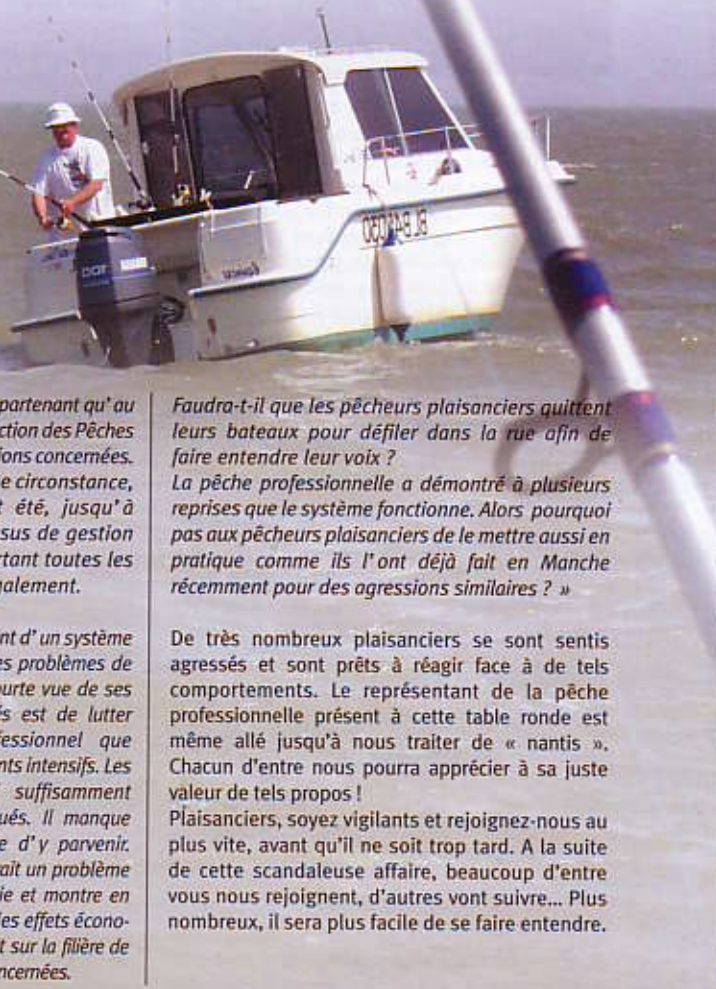 partenant qu' au
ction des Pêches
ions concernées.
e circonstance,
t été, jusqu'à
sus de gestion
rtant toutes les
galement.
nt d' un système
es problèmes de
ourte vue de ses
és est de lutter
fessionnel que
nts intensifs. Les
suffisamment
ués. Il manque
e d'y parvenir.
rait un problème
ie et montre en
les effets écono-
t sur la filière de
ncernées.
Faudra-t-il que les pêcheurs plaisanciers quittent
leurs bateaux pour défiler dans la rue afin de
faire entendre leur voix ?
La pêche professionnelle a démontré à plusieurs
reprises que le système fonctionne. Alors pourquoi
pas aux pêcheurs plaisanciers de le mettre aussi en
pratique comme ils l' ont déjà fait en Manche
récemment pour des agressions similaires ? »
De très nombreux plaisanciers se sont sentis
agressés et sont prêts à réagir face à de tels
comportements. Le représentant de la pêche
professionnelle présent à cette table ronde est
même allé jusqu'à nous traiter de « nantis ».
Chacun d'entre nous pourra apprécier à sa juste
valeur de tels propos !
Plaisanciers, soyez vigilants et rejoignez-nous au
plus vite, avant qu'il ne soit trop tard. A la suite
de cette scandaleuse affaire, beaucoup d'entre
vous nous rejoignent, d'autres vont suivre... Plus
nombreux, il sera plus facile de se faire entendre.